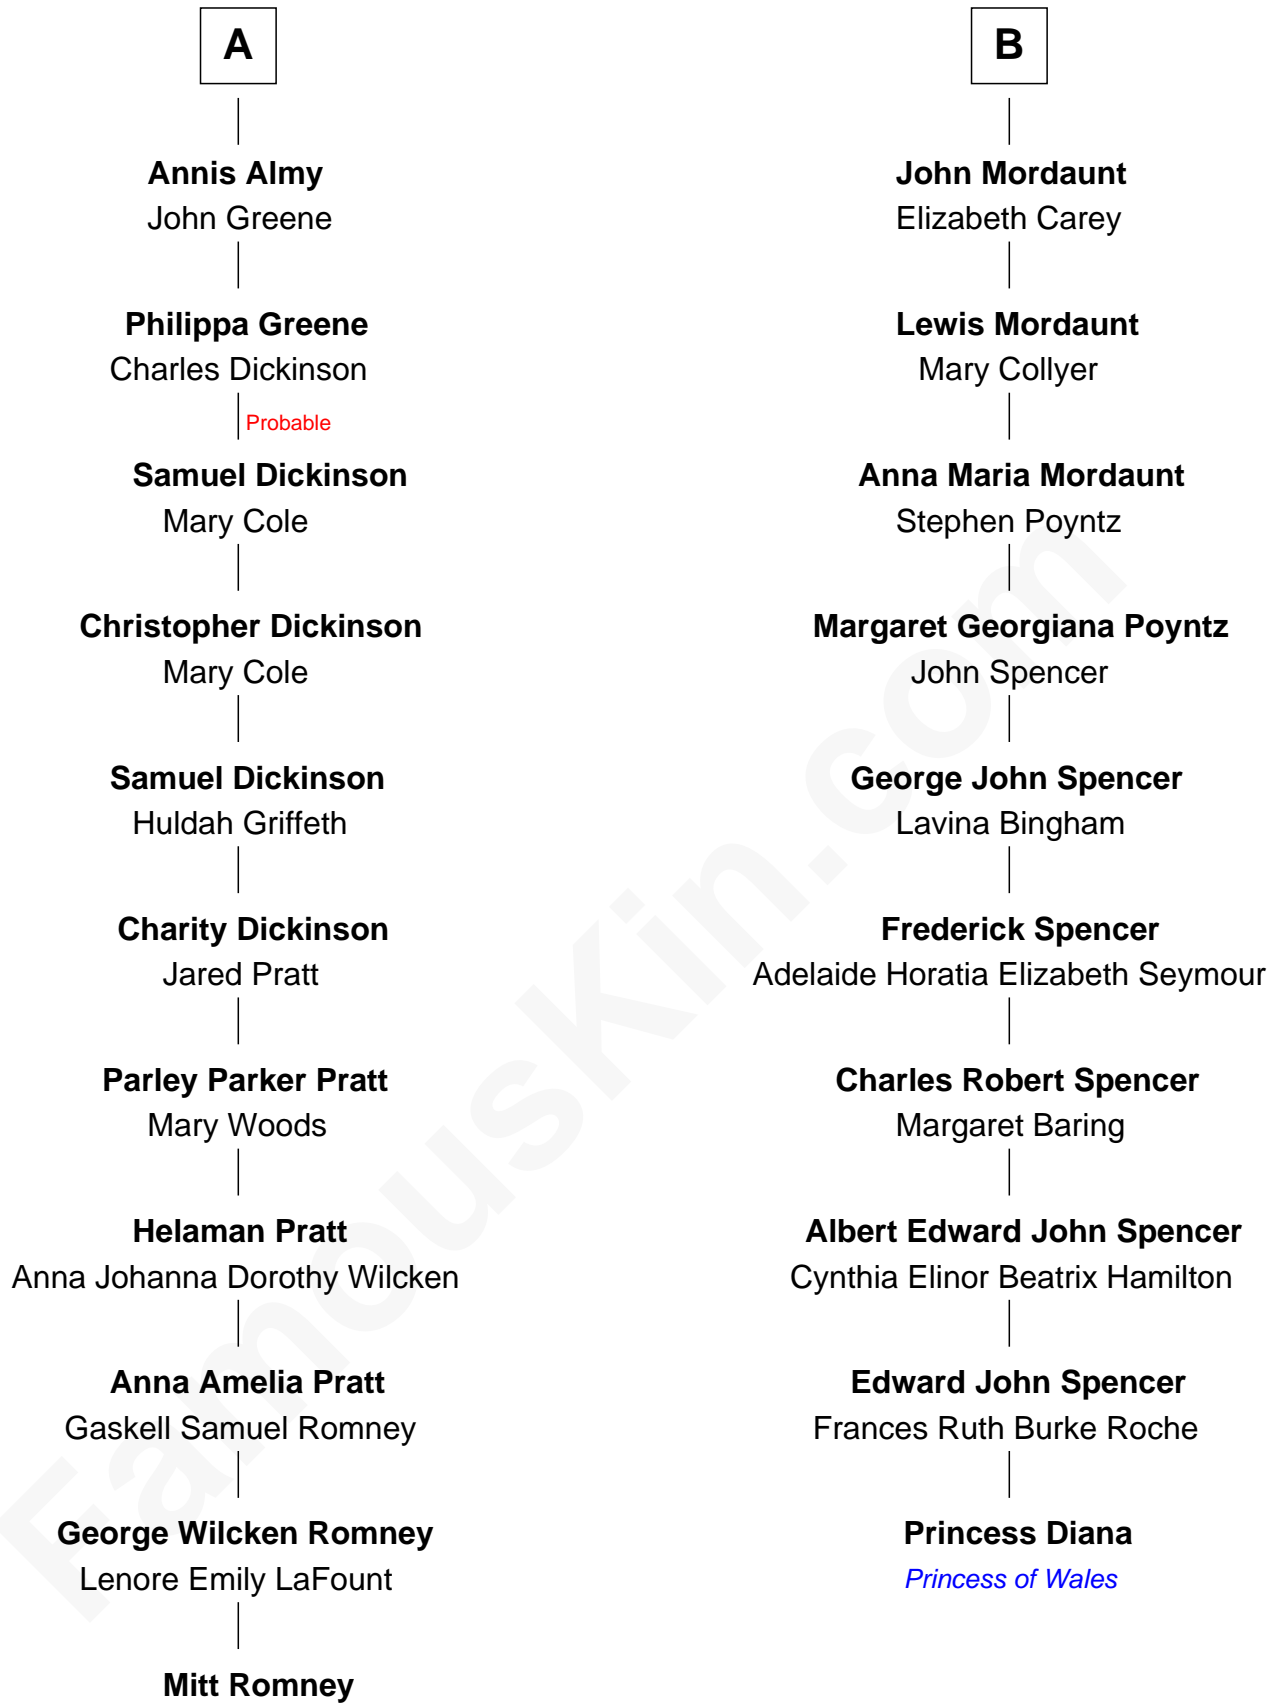 A
Annis Almy
John Greene
Philippa Greene
Charles Dickinson
Probable
Samuel Dickinson
Mary Cole
Christopher Dickinson
Mary Cole
Samuel Dickinson
Huldah Griffeth
Charity Dickinson
Jared Pratt
Parley Parker Pratt
Mary Woods
Helaman Pratt
Anna Johanna Dorothy Wilcken
Anna Amelia Pratt
Gaskell Samuel Romney
George Wilcken Romney
Lenore Emily LaFount
Mitt Romney
B
John Mordaunt
Elizabeth Carey
Lewis Mordaunt
Mary Collyer
Anna Maria Mordaunt
Stephen Poyntz
Margaret Georgiana Poyntz
John Spencer
George John Spencer
Lavina Bingham
Frederick Spencer
Adelaide Horatia Elizabeth Seymour
Charles Robert Spencer
Margaret Baring
Albert Edward John Spencer
Cynthia Elinor Beatrix Hamilton
Edward John Spencer
Frances Ruth Burke Roche
Princess Diana
Princess of Wales
FamousKin.com